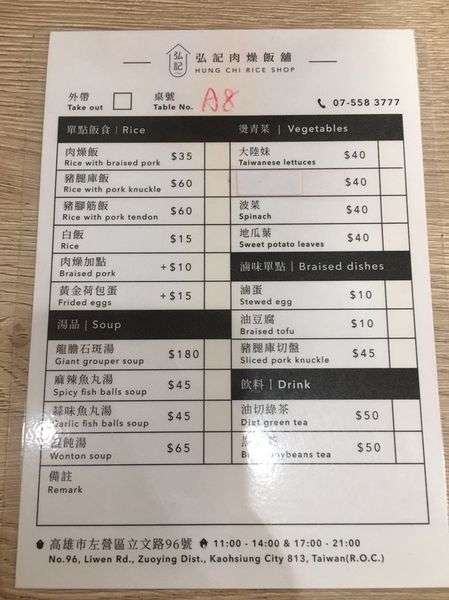 弘記
弘記肉燥飯舖
HUNG CHI RICE SHOP
外帶
Take out
桌號
Table No.
A8
07-558 3777
單點飯食 | Rice
肉燥飯
Rice with braised pork
$35
豬腿庫飯
Rice with pork knuckle
$60
豬腳筋飯
Rice with pork tendon
$60
白飯
Rice
$15
肉燥加點
Braised pork
+$10
黃金荷包蛋
Frided eggs
+$15
湯品 | Soup
龍膽石斑湯
Giant grouper soup
$180
麻辣魚丸湯
Spicy fish balls soup
$45
蒜味魚丸湯
Garlic fish balls soup
$45
餛飩湯
Wonton soup
$65
燙青菜 | Vegetables
大陸妹
Taiwanese lettuces
$40
$40
菠菜
Spinach
$40
地瓜葉
Sweet potato leaves
$40
滷味單點 | Braised dishes
滷蛋
Stewed egg
$10
油豆腐
Braised tofu
$10
豬腿庫切盤
Sliced pork knuckle
$45
飲料 | Drink
油切綠茶
Diet green tea
$50
beans tea
$50
備註
Remark
高雄市左營區立文路96號
11:00 - 14:00 & 17:00 - 21:00
No.96, Liwen Rd., Zuoying Dist., Kaohsiung City 813, Taiwan(R.O.C.)